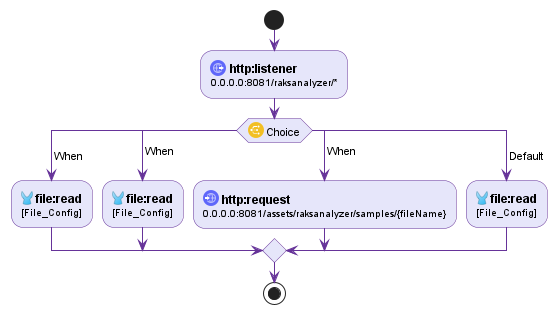 http:listener
0.0.0.0:8081/raksanalyzer/*
Choice
When
When
When
Default
file:read
[File_Config]
file:read
[File_Config]
http:request
0.0.0.0:8081/assets/raksanalyzer/samples/{fileName}
file:read
[File_Config]